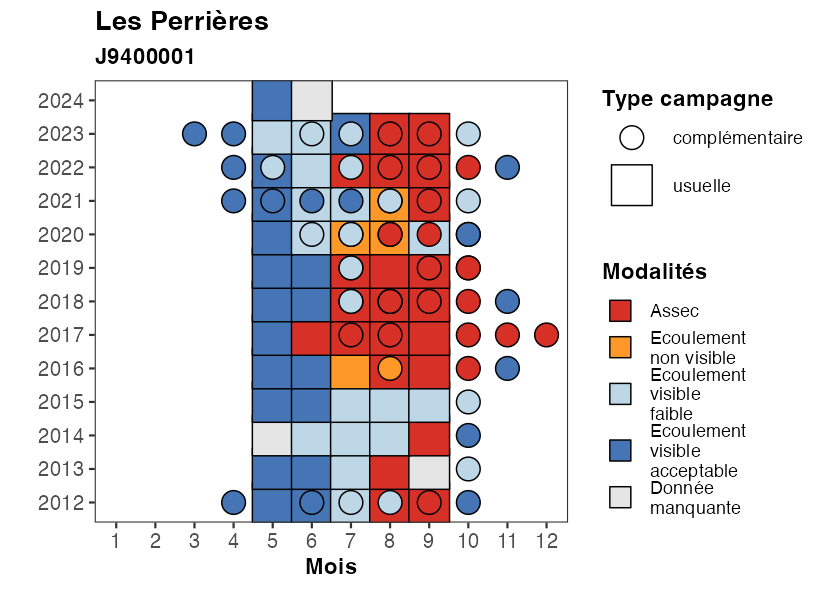 Les Perrières
J9400001
2024
2023
2022
2021
2020
2019
2018
2017
2016
2015
2014
2013
2012
1 2 3 4 5 6 7 8 9 10 11 12
Mois
Type campagne
complémentaire
usuelle
Modalités
Assec
Ecoulement
non visible
Ecoulement
visible
faible
Ecoulement
visible
acceptable
Donnée
manquante